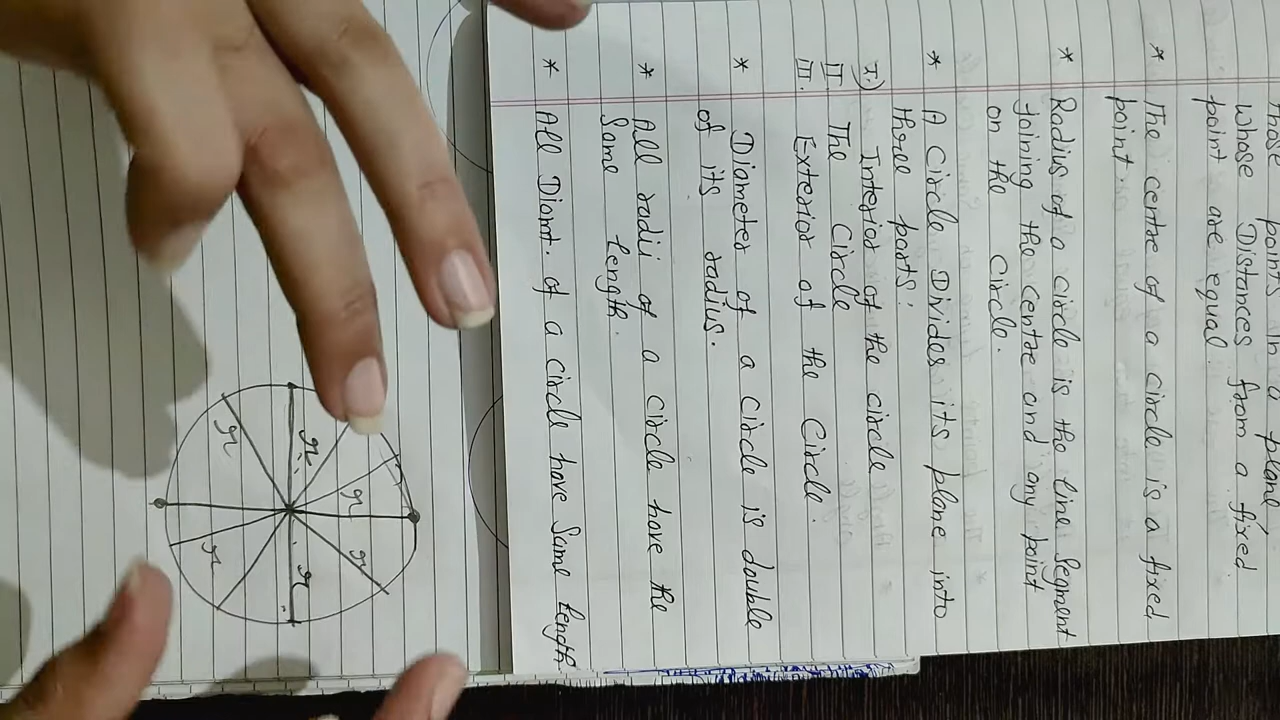 those points in a plane,
whose Distances from a fixed
point are equal.
* The centre of a circle is a fixed
point
* Radius of a circle is the line Segment
Joining the centre and any point
on the circle.
* A Circle Divides its plane into
three parts:
I.) Interior of the circle
II The Circle
III. Exterior of the Circle.
* Diameter of a circle is double
of its radius.
* All radii of a circle have the
Same length.
* All Diamt. of a circle have Same length
r
r
r
r
r
r